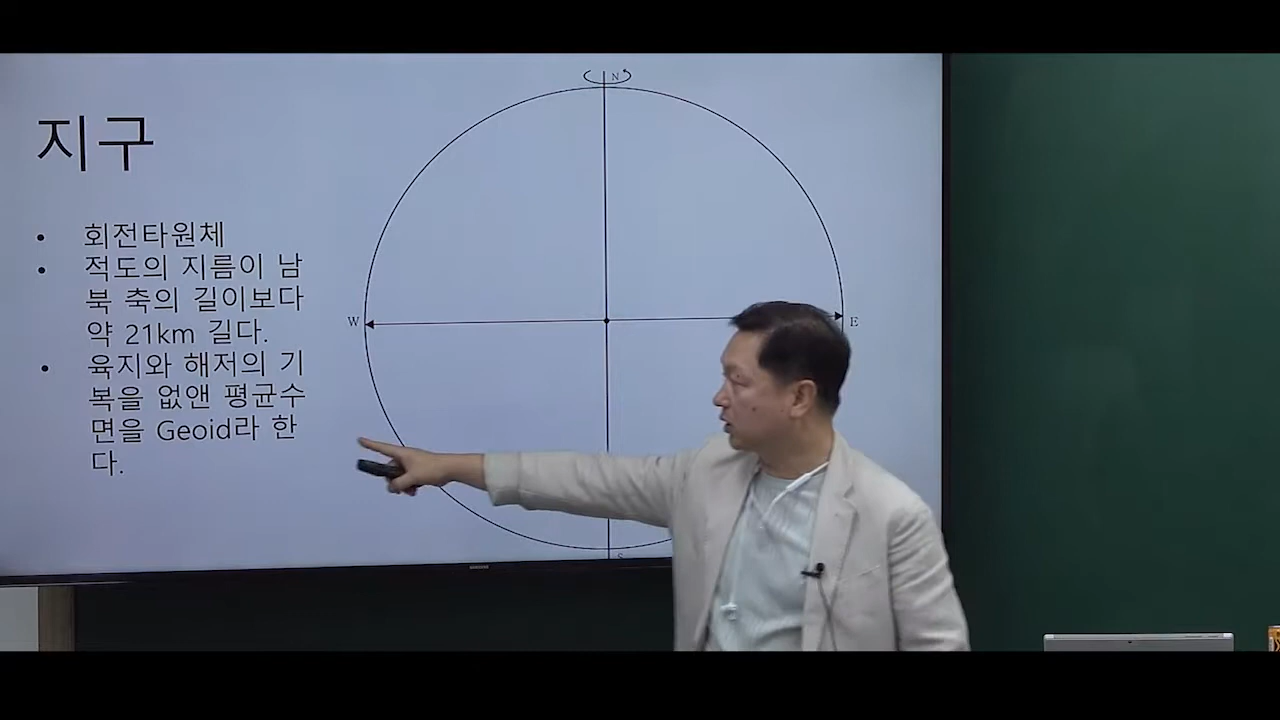 지구
• 회전타원체
• 적도의 지름이 남
북 축의 길이보다
약 21km 길다.
• 육지와 해저의 기
복을 없앤 평균수
면을 Geoid라 한
다.
N
W
E
S
SAMSUNG